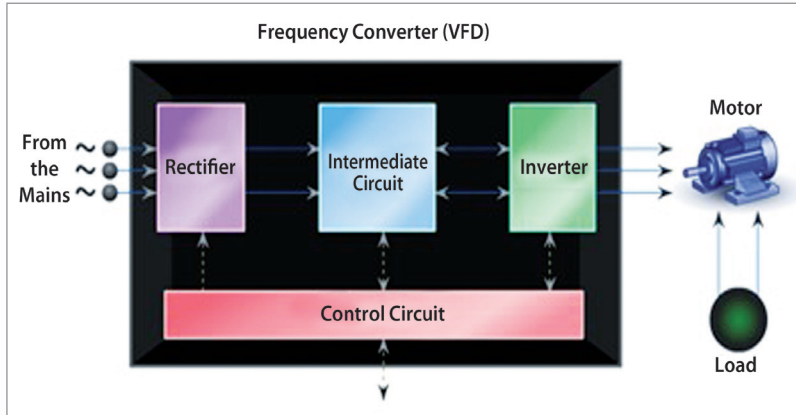 Frequency Converter (VFD)
From
the
Mains
~
~
~
Rectifier
Intermediate
Circuit
Inverter
Motor
Control Circuit
Load